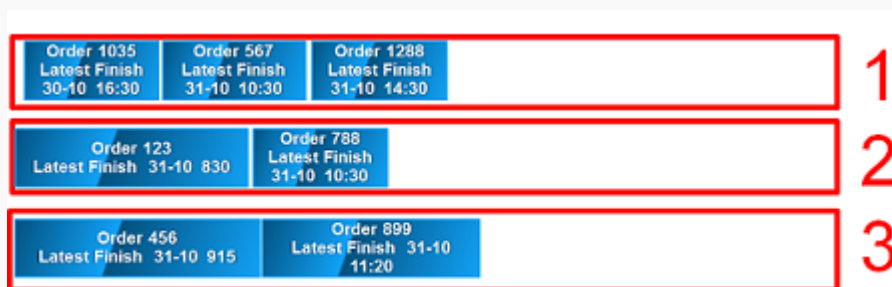 Order 1035
Latest Finish
30-10 16:30
Order 567
Latest Finish
31-10 10:30
Order 1288
Latest Finish
31-10 14:30
1
Order 123
Latest Finish 31-10 830
Order 788
Latest Finish
31-10 10:30
2
Order 456
Latest Finish 31-10 915
Order 899
Latest Finish 31-10
11:20
3